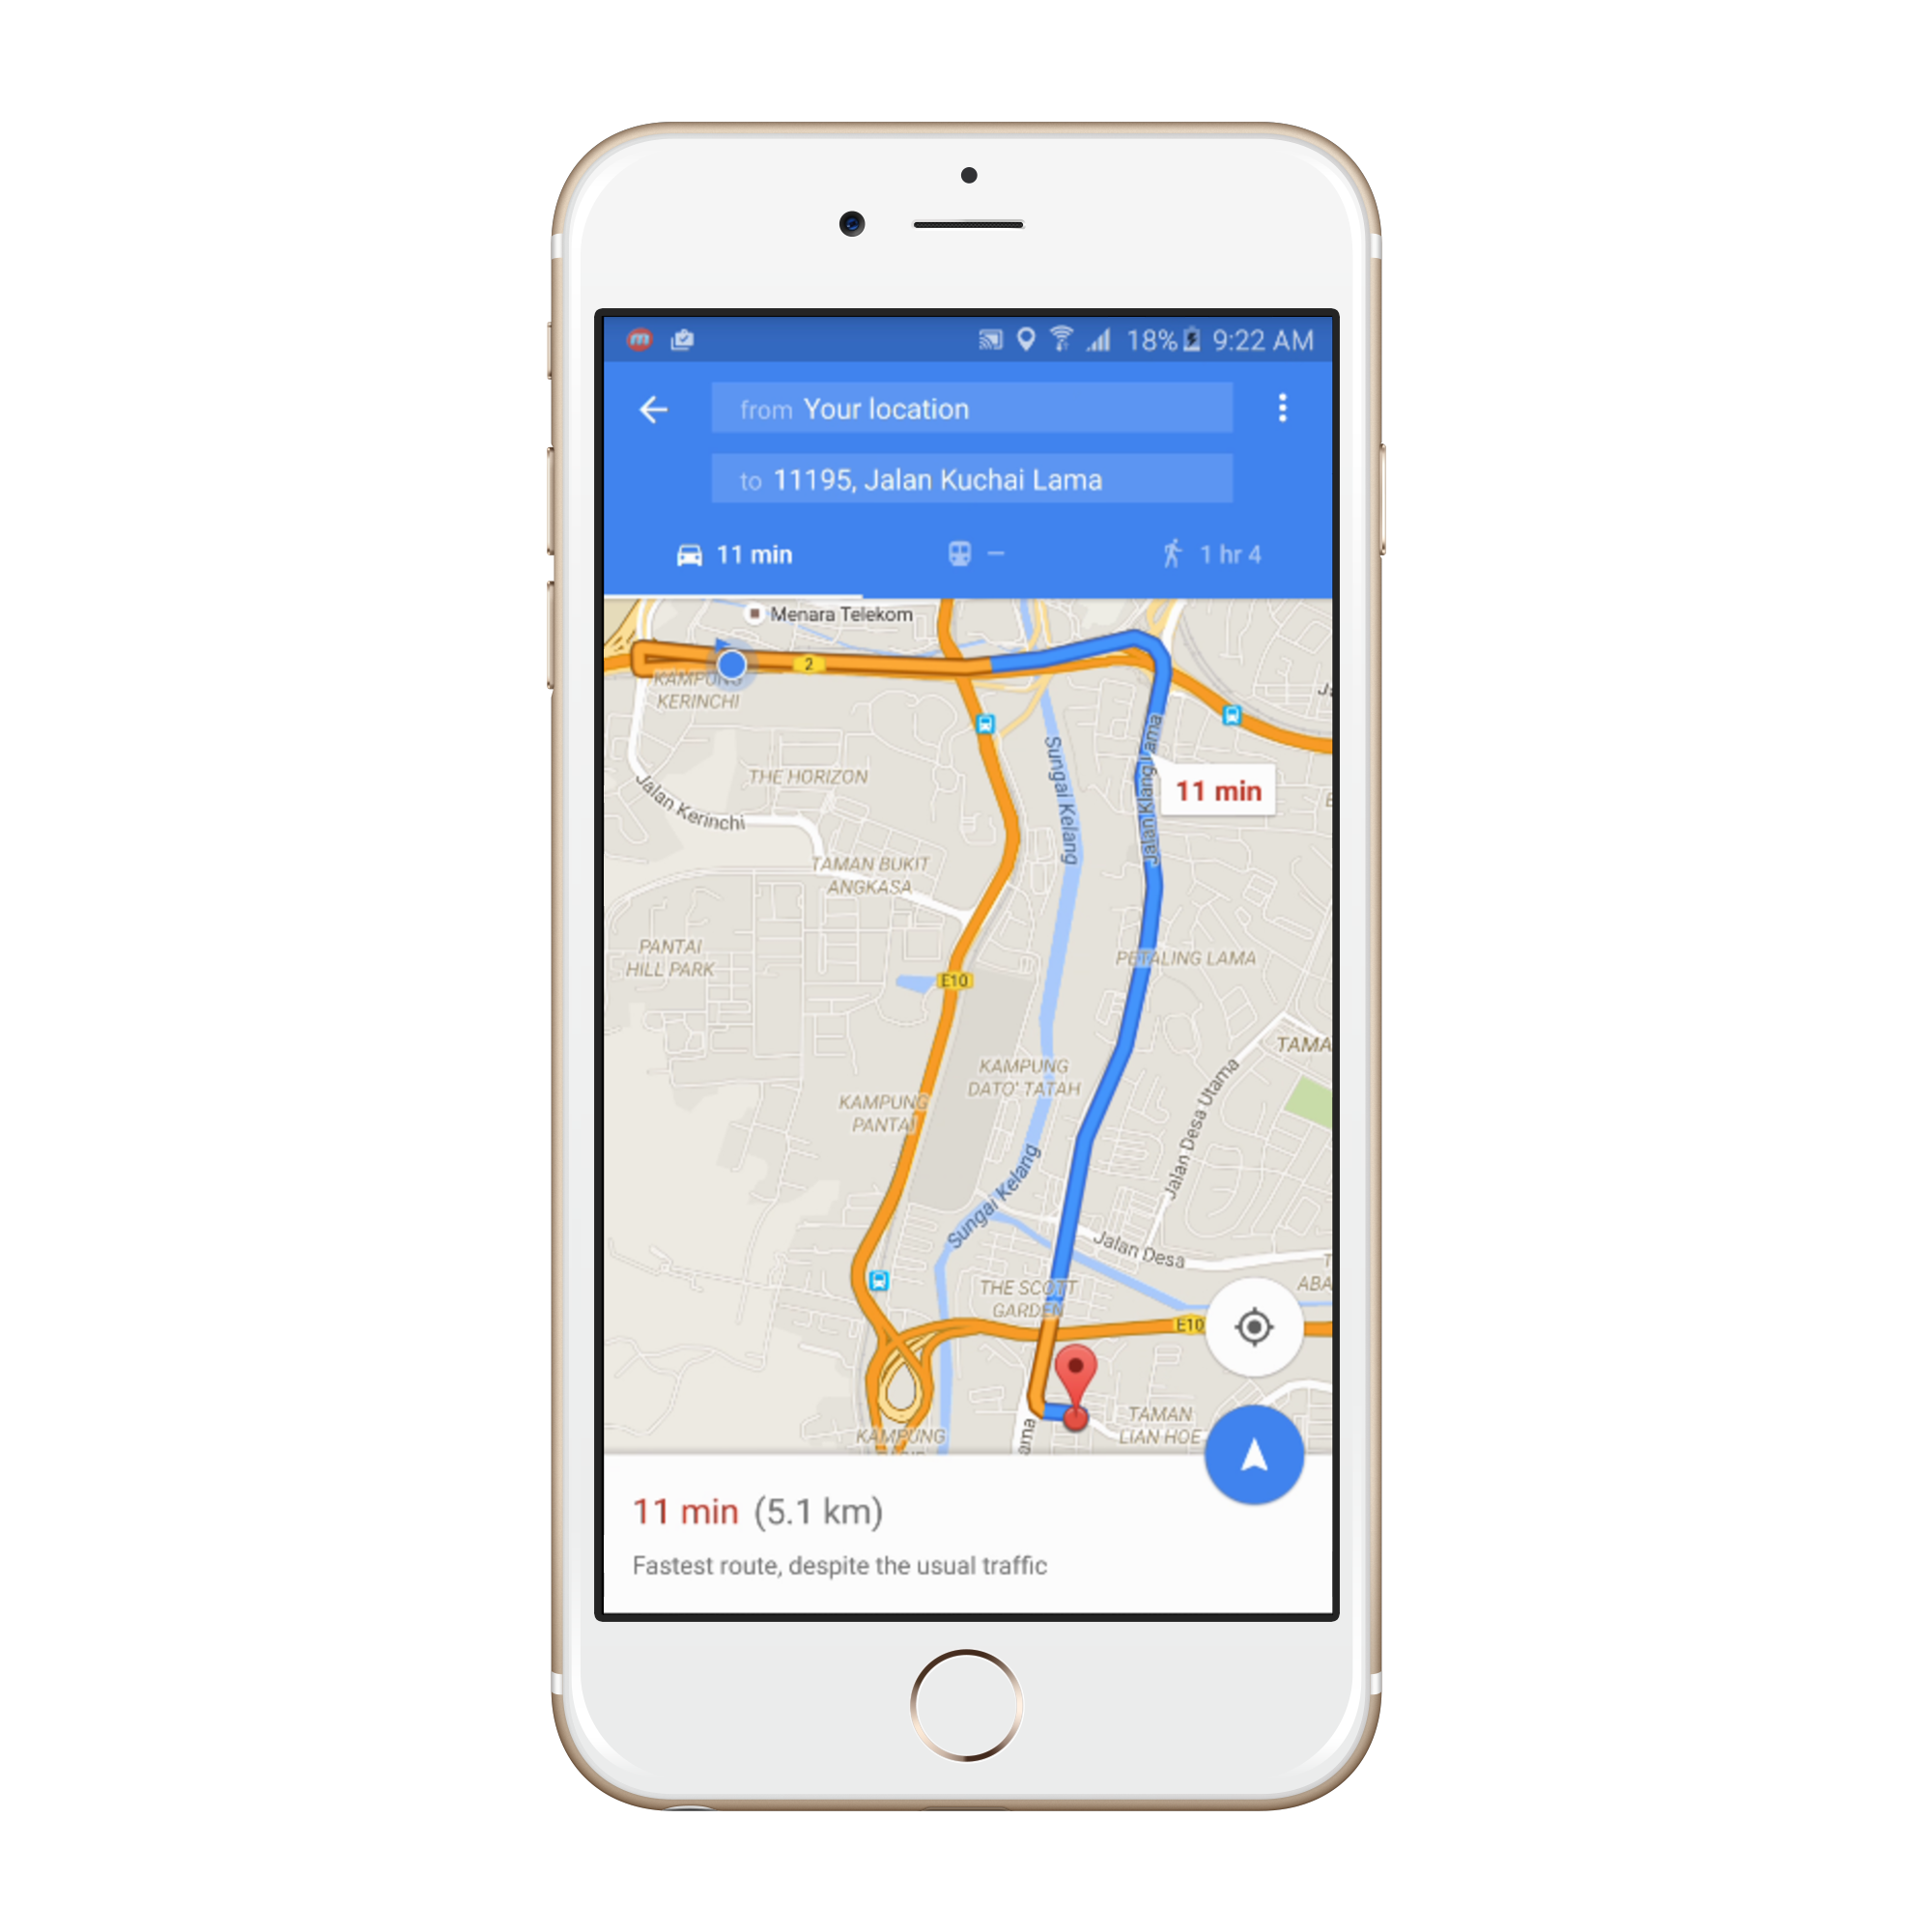 18% 9:22 AM
from Your location
to 11195, Jalan Kuchai Lama
11 min
—
1 hr 4
Menara Telekom
2
KAMPUNG
KERINCHI
Jalan Klang Lama
Sungai Kelang
THE HORIZON
11 min
Jalan Kerinchi
TAMAN BUKIT
ANGKASA
PANTAI
HILL PARK
PETALING LAMA
E10
TAMA
KAMPUNG
DATO' TATAH
Jalan Desa Utama
KAMPUNG
PANTAI
Sungai Kelang
Jalan Desa
THE SCOTT
GARDEN
ABA
E10
TAMAN
LIAN HOE
ama
KAMPUNG
11 min (5.1 km)
Fastest route, despite the usual traffic